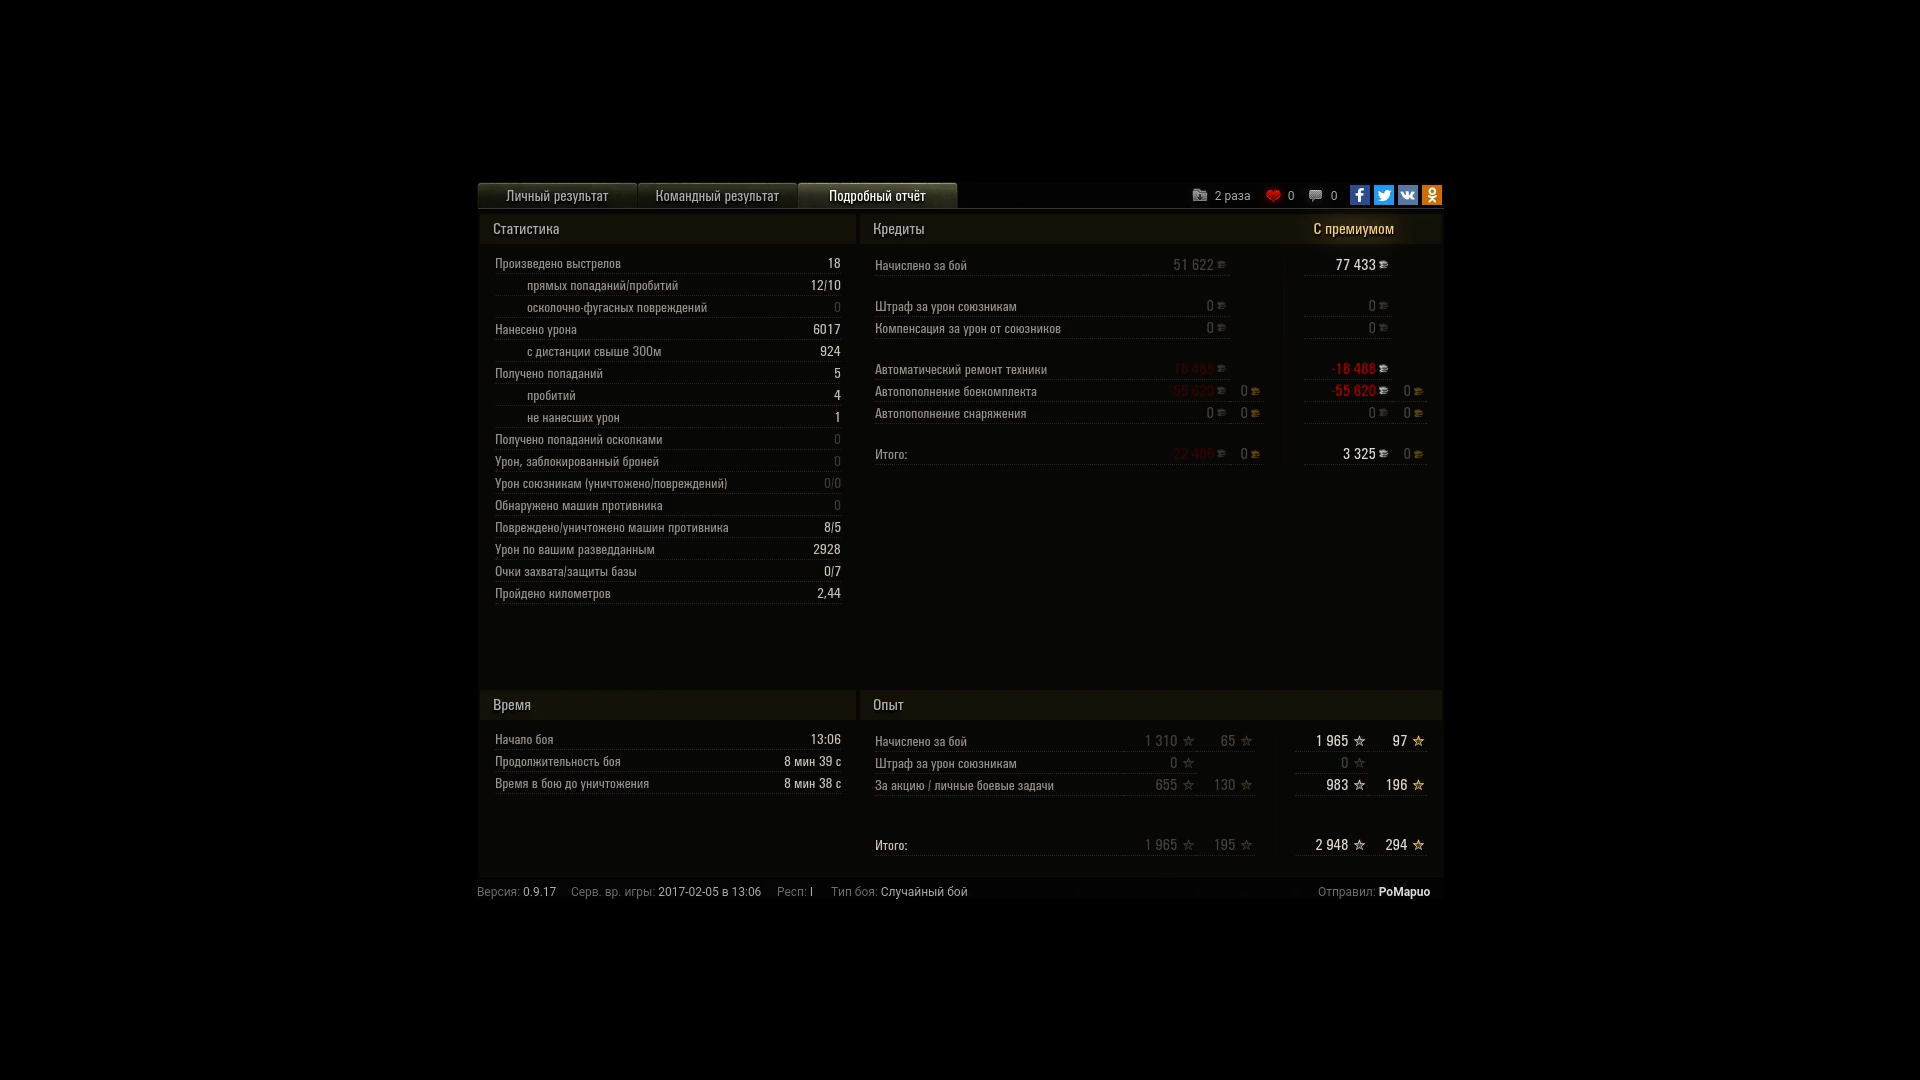 Личный результат Командный результат Подробный отчёт 2 раза 0 0
Статистика
Произведено выстрелов 18
прямых попаданий/пробитий 12/10
осколочно-фугасных повреждений 0
Нанесено урона 6017
с дистанции свыше 300м 924
Получено попаданий 5
пробитий 4
не нанесших урон 1
Получено попаданий осколками 0
Урон, заблокированный броней 0
Урон союзникам (уничтожено/повреждений) 0/0
Обнаружено машин противника 0
Повреждено/уничтожено машин противника 8/5
Урон по вашим разведданным 2928
Очки захвата/защиты базы 0/7
Пройдено километров 2,44
Кредиты С премиумом
Начислено за бой 51 622 77 433
Штраф за урон союзникам 0 0
Компенсация за урон от союзников 0 0
Автоматический ремонт техники -18 488 -18 488
Автопополнение боекомплекта -55 620 0 -55 620 0
Автопополнение снаряжения 0 0 0 0
Итого: 0 3 325 0
Время
Начало боя 13:06
Продолжительность боя 8 мин 39 с
Время в бою до уничтожения 8 мин 38 с
Опыт
Начислено за бой 1 310 65 1 965 97
Штраф за урон союзникам 0 0
За акцию / личные боевые задачи 655 130 983 196
Итого: 1 965 195 2 948 294
Версия: 0.9.17 Серв. вр. игры: 2017-02-05 в 13:06 Респ: I Тип боя: Случайный бой Отправил: PoMapuo